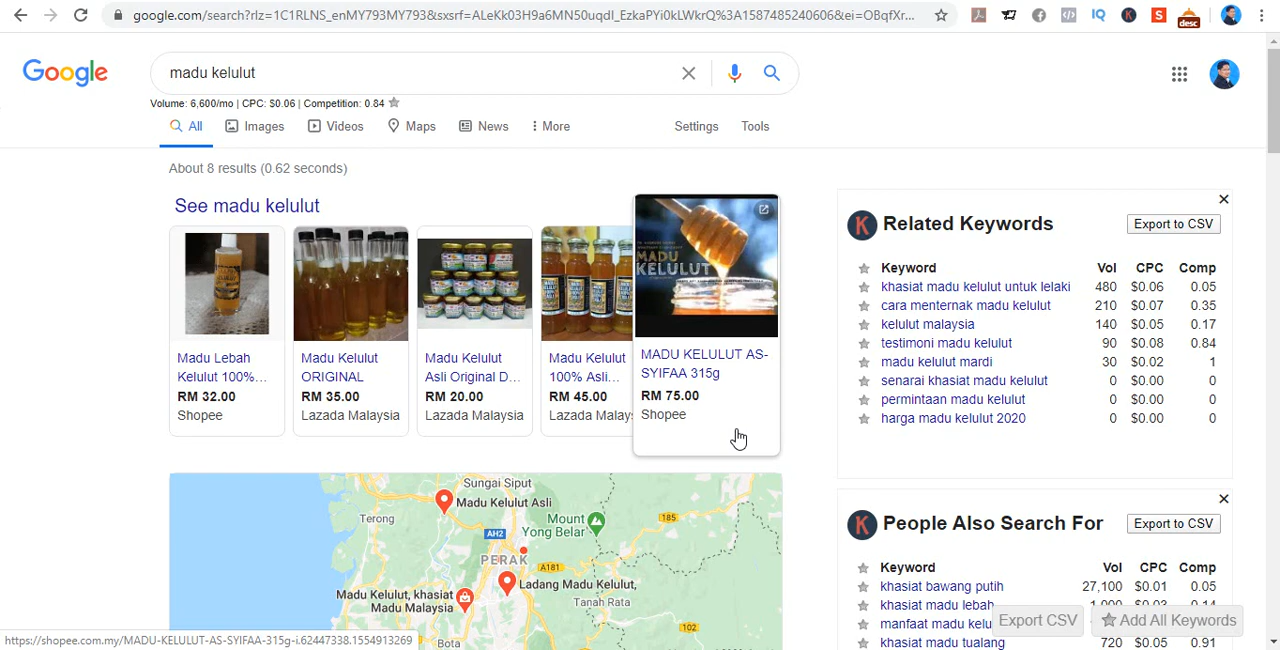 google.com/search?rlz=1C1RLNS_enMY793MY793&sxsrf=ALeKk03H9a6MN50uqdI_EzkaPYi0kLWkrQ%3A1587485240606&ei=OBqfXr...
IQ
K
S
desc
Google
madu kelulut
Volume: 6,600/mo | CPC: $0.06 | Competition: 0.84
All
Images
Videos
Maps
News
More
Settings
Tools
About 8 results (0.62 seconds)
See madu kelulut
Madu Lebah
Kelulut 100%...
RM 32.00
Shopee
Madu Kelulut
ORIGINAL
RM 35.00
Lazada Malaysia
Madu Kelulut
Asli Original D...
RM 20.00
Lazada Malaysia
Madu Kelulut
100% Asli...
RM 45.00
Lazada Malays
MADU
KELULUT
MADU KELULUT AS-
SYIFAA 315g
RM 75.00
Shopee
K
Related Keywords
Export to CSV
Keyword Vol CPC Comp
khasiat madu kelulut untuk lelaki 480 $0.06 0.05
cara menternak madu kelulut 210 $0.07 0.35
kelulut malaysia 140 $0.05 0.17
testimoni madu kelulut 90 $0.08 0.84
madu kelulut mardi 30 $0.02 1
senarai khasiat madu kelulut 0 $0.00 0
permintaan madu kelulut 0 $0.00 0
harga madu kelulut 2020 0 $0.00 0
Sungai Siput
Madu Kelulut Asli
Terong
Mount
Yong Belar
185
AH2
PERAK
A181
Ladang Madu Kelulut,
Madu Kelulut, khasiat
Madu Malaysia
Tanah Rata
102
Bota
K
People Also Search For
Export to CSV
Keyword Vol CPC Comp
khasiat bawang putih 27,100 $0.01 0.05
khasiat madu lebah
manfaat madu kelu
khasiat madu tualang 720 $0.05 0.91
Export CSV
Add All Keywords
https://shopee.com.my/MADU-KELULUT-AS-SYIFAA-315g-i.62447338.1554913269